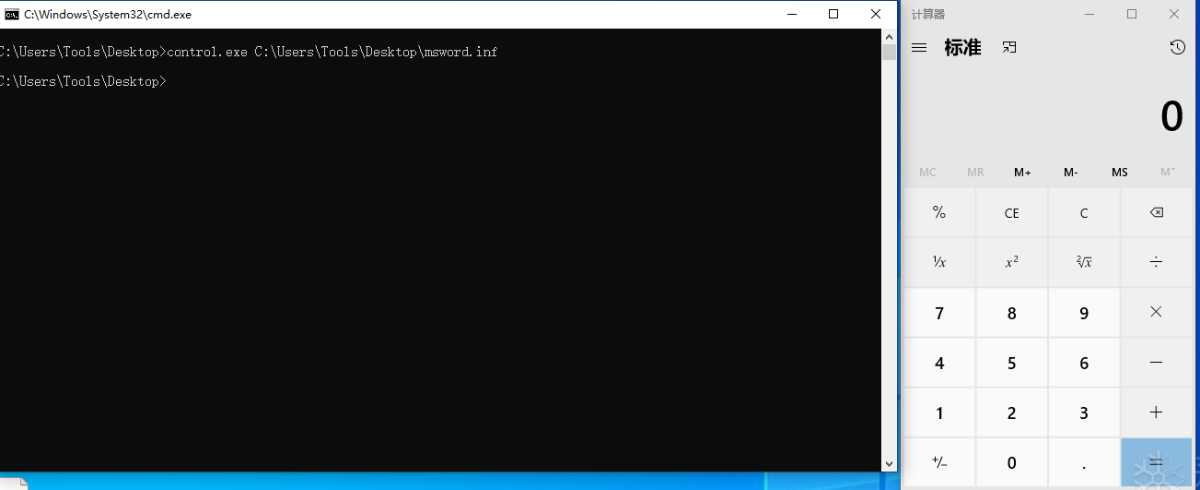 C:\Windows\System32\cmd.exe
C:\Users\Tools\Desktop>control.exe C:\Users\Tools\Desktop\msword.inf
C:\Users\Tools\Desktop>
计算器
标准
0
MC MR M+ M- MS M˅
% CE C
¹/x x² ²√x ÷
7 8 9 ×
4 5 6 −
1 2 3 +
+/− 0 . =